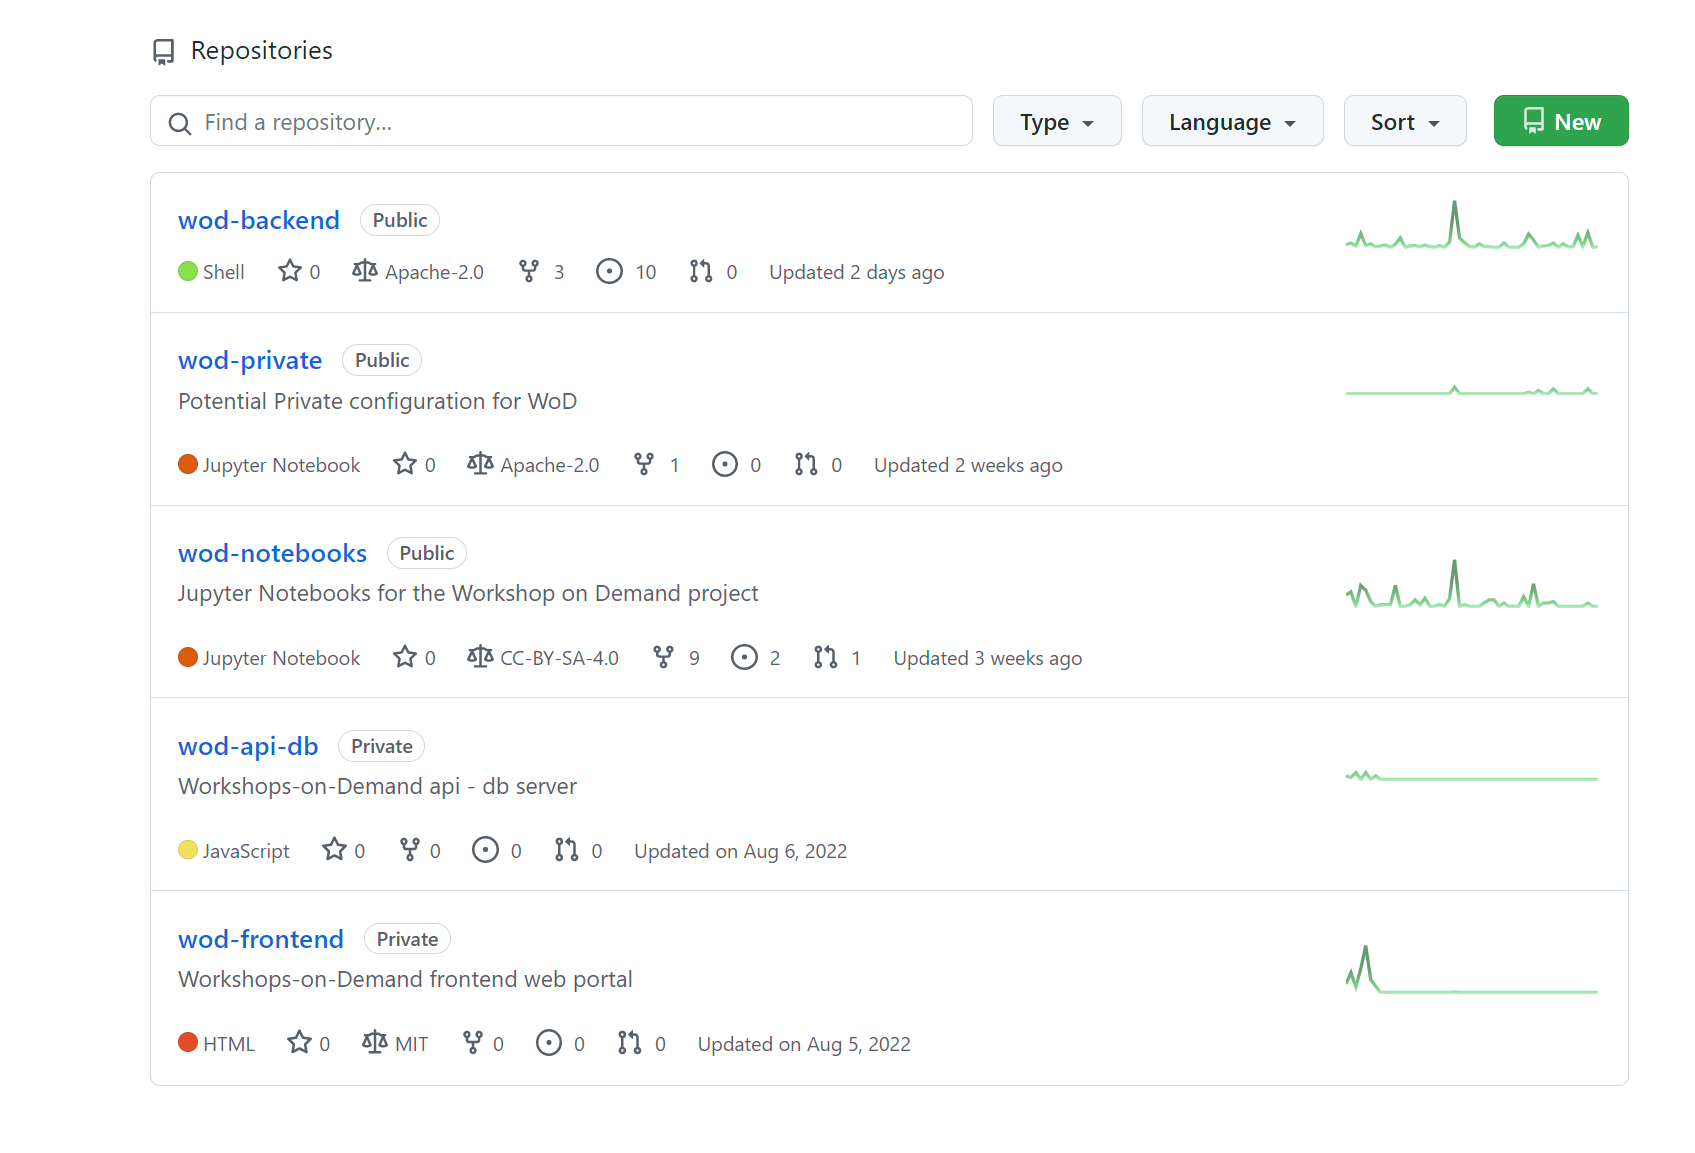 Repositories
Find a repository...
Type
Language
Sort
New
wod-backend Public
Shell 0 Apache-2.0 3 10 0 Updated 2 days ago
wod-private Public
Potential Private configuration for WoD
Jupyter Notebook 0 Apache-2.0 1 0 0 Updated 2 weeks ago
wod-notebooks Public
Jupyter Notebooks for the Workshop on Demand project
Jupyter Notebook 0 CC-BY-SA-4.0 9 2 1 Updated 3 weeks ago
wod-api-db Private
Workshops-on-Demand api - db server
JavaScript 0 0 0 0 Updated on Aug 6, 2022
wod-frontend Private
Workshops-on-Demand frontend web portal
HTML 0 MIT 0 0 0 Updated on Aug 5, 2022